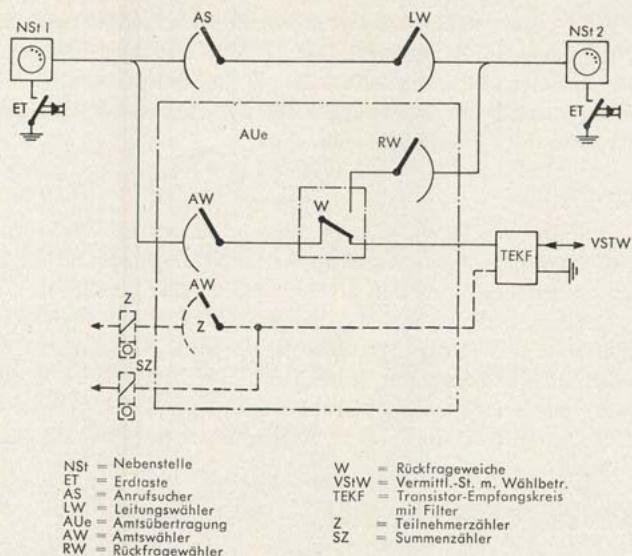 AS
LW
NSt 1
NSt 2
ET
ET
AUe
RW
AW
W
VSTW
TEKF
AW
Z
Z
SZ
NSt = Nebenstelle
ET = Erdtaste
AS = Anrufsucher
LW = Leitungswähler
AUe = Amtsübertragung
AW = Amtswähler
RW = Rückfragewähler
W = Rückfrageweiche
VStW = Vermittl.-St. m. Wählbetr.
TEKF = Transistor-Empfangskreis
mit Filter
Z = Teilnehmerzähler
SZ = Summenzähler